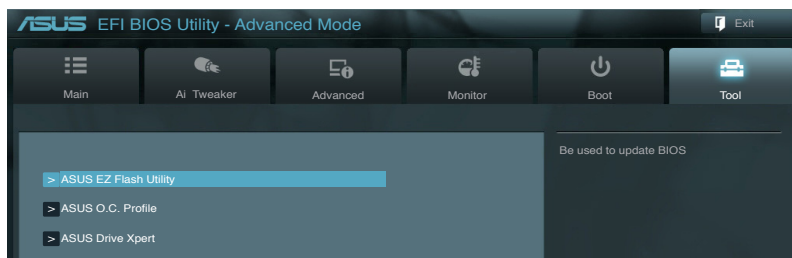 ASUS EFI BIOS Utility - Advanced Mode
Exit
Main
Ai Tweaker
Advanced
Monitor
Boot
Tool
> ASUS EZ Flash Utility
> ASUS O.C. Profile
> ASUS Drive Xpert
Be used to update BIOS